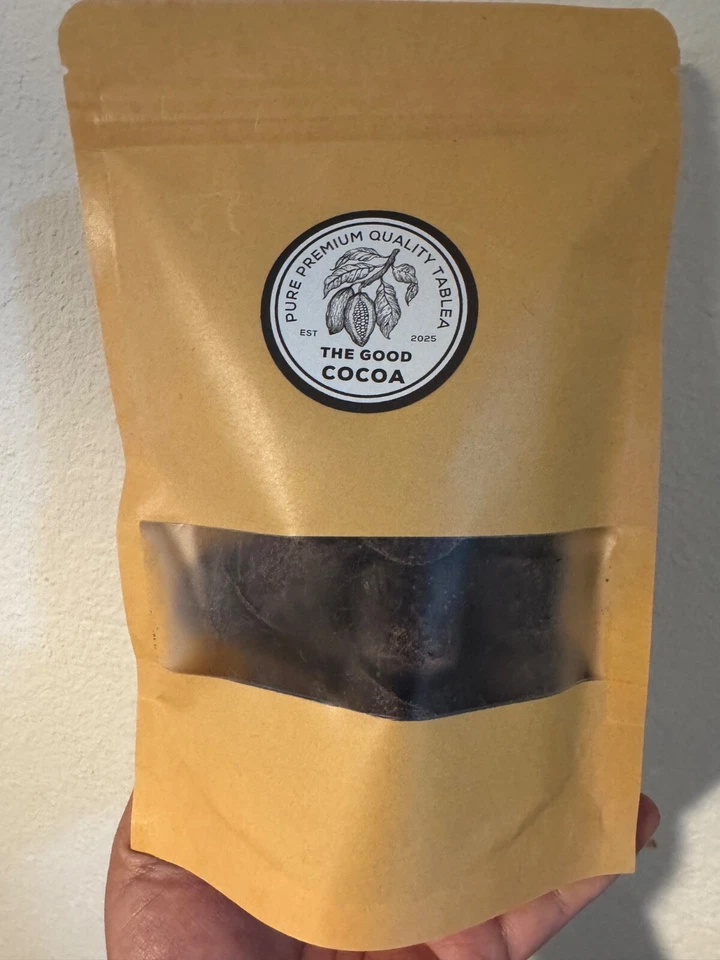 PURE PREMIUM QUALITY TABLEA
EST 2025
THE GOOD
COCOA